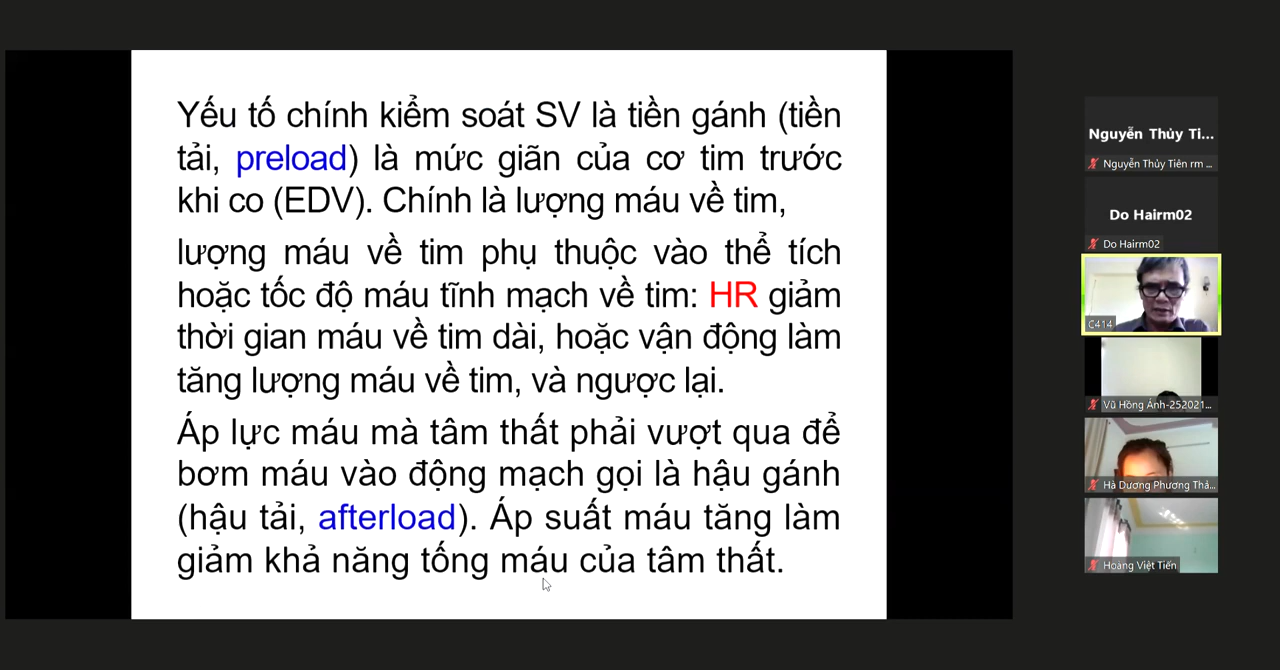 Yếu tố chính kiểm soát SV là tiền gánh (tiền
tải, preload) là mức giãn của cơ tim trước
khi co (EDV). Chính là lượng máu về tim,
lượng máu về tim phụ thuộc vào thể tích
hoặc tốc độ máu tĩnh mạch về tim: HR giảm
thời gian máu về tim dài, hoặc vận động làm
tăng lượng máu về tim, và ngược lại.
Áp lực máu mà tâm thất phải vượt qua để
bơm máu vào động mạch gọi là hậu gánh
(hậu tải, afterload). Áp suất máu tăng làm
giảm khả năng tống máu của tâm thất.
Nguyễn Thủy Ti...
Nguyễn Thủy Tiên rm ...
Do Hairm02
Do Hairm02
C414
Vũ Hồng Ánh-252021...
Hà Dương Phương Thả...
Hoàng Việt Tiến